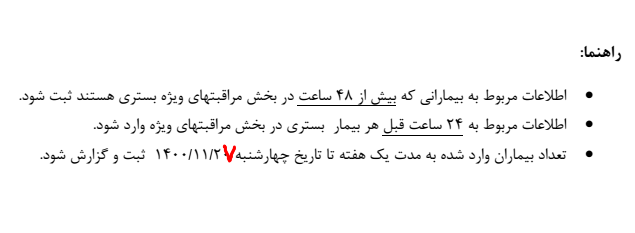 راهنما:
اطلاعات مربوط به بیمارانی که بیش از ۴۸ ساعت در بخش مراقبتهای ویژه بستری هستند ثبت شود.
اطلاعات مربوط به ۲۴ ساعت قبل هر بیمار بستری در بخش مراقبتهای ویژه وارد شود.
تعداد بیماران وارد شده به مدت یک هفته تا تاریخ چهارشنبه ۱۴۰۰/۱۱/۲۷ ثبت و گزارش شود.